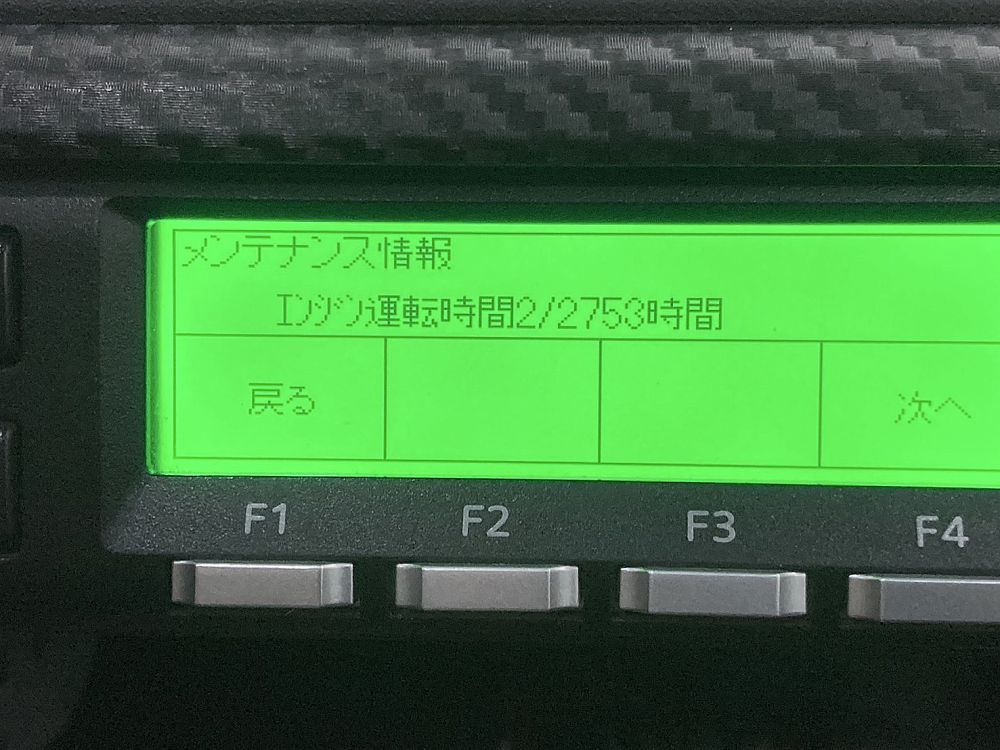 メンテナンス情報
エンジン運転時間2/2753時間
戻る 次へ
F1 F2 F3 F4